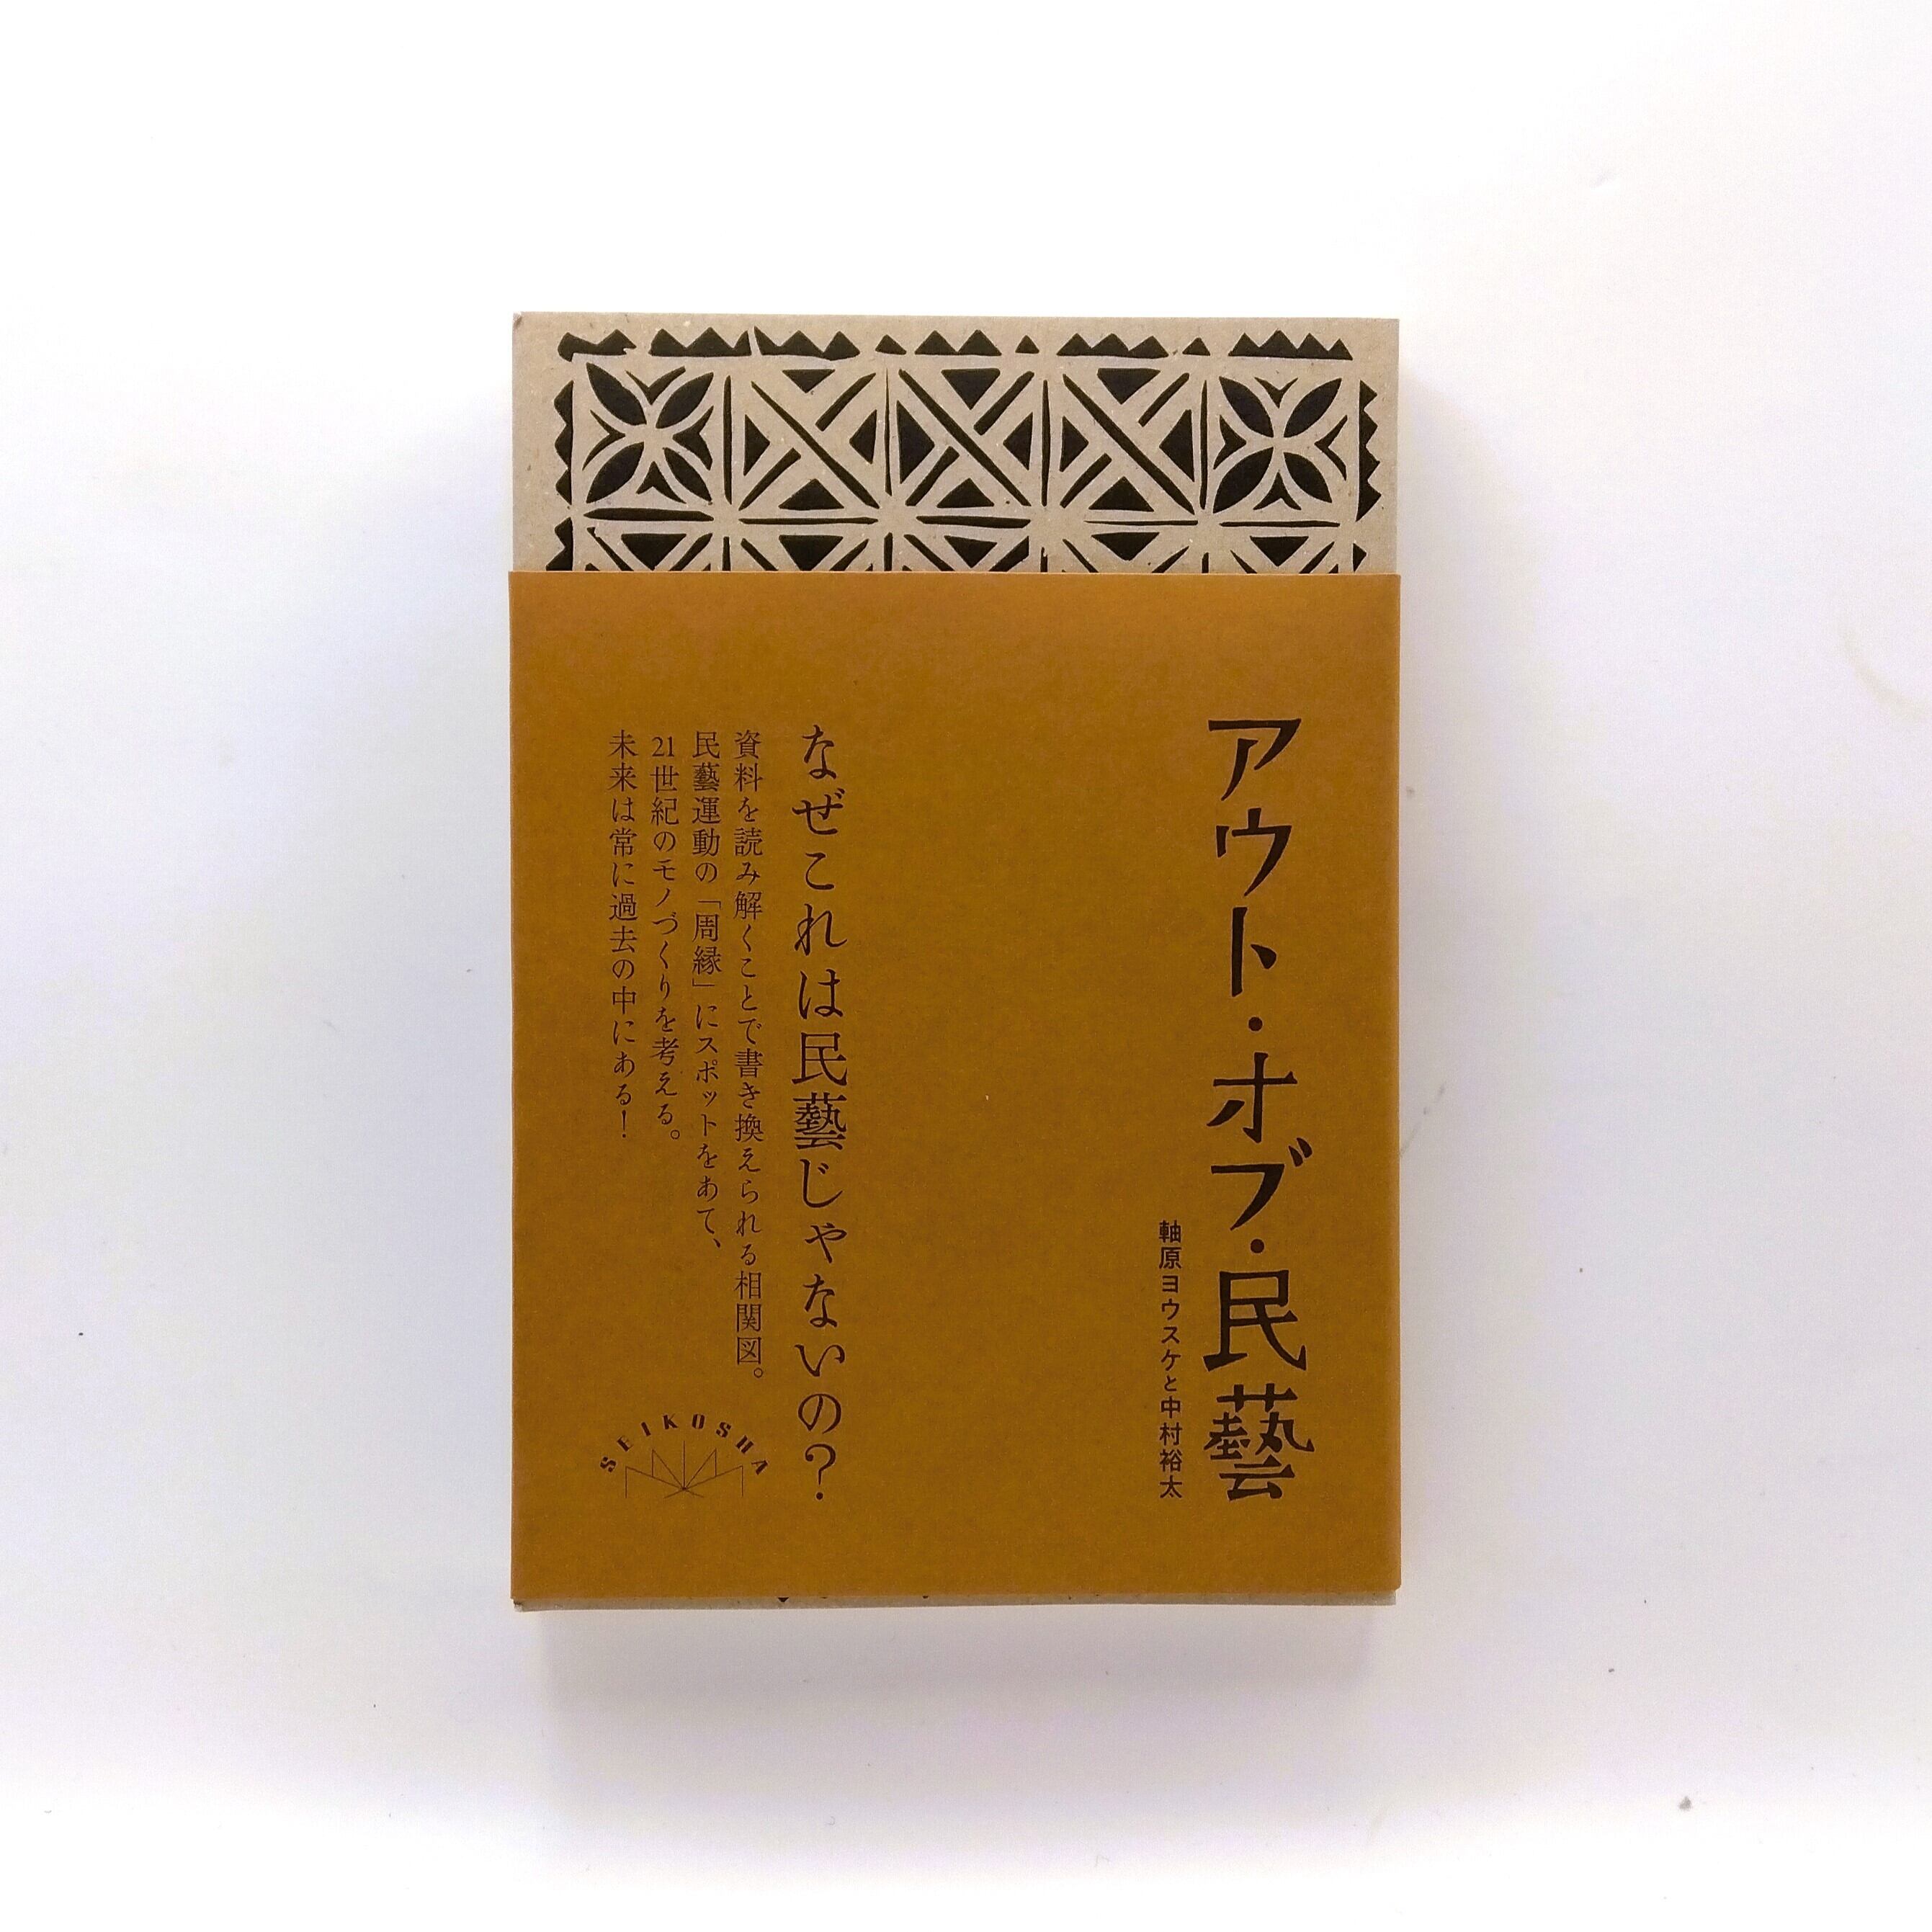 アウト・オブ・民藝
軸原ヨウスケと中村裕太
なぜこれは民藝じゃないの？
資料を読み解くことで書き換えられる相関図。
民藝運動の「周縁」にスポットをあて、
21世紀のモノづくりを考える。
未来は常に過去の中にある！
SEIKOSHA